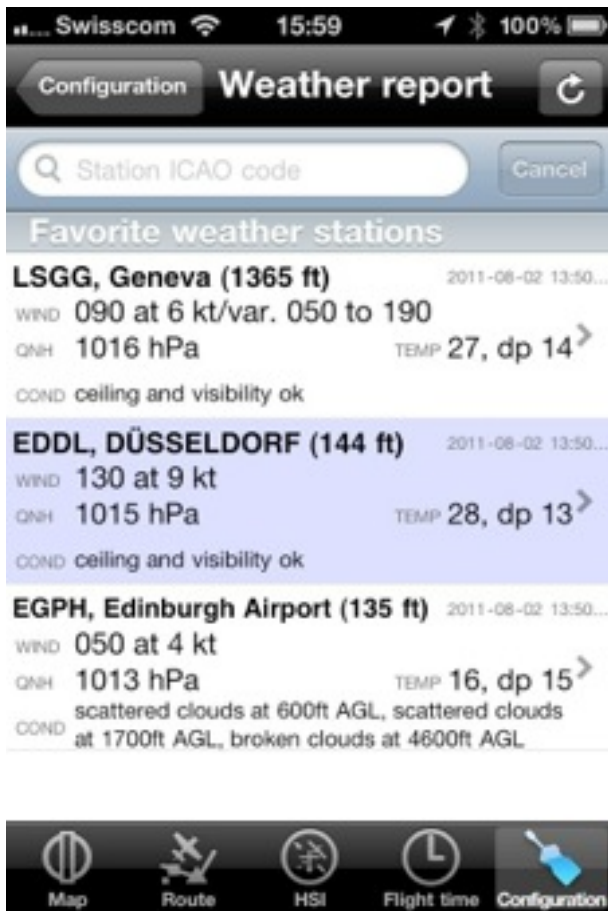 Swisscom 15:59 100%
Configuration Weather report
Station ICAO code Cancel
Favorite weather stations
LSGG, Geneva (1365 ft) 2011-08-02 13:50...
WIND 090 at 6 kt/var. 050 to 190
QNH 1016 hPa TEMP 27, dp 14
COND ceiling and visibility ok
EDDL, DÜSSELDORF (144 ft) 2011-08-02 13:50...
WIND 130 at 9 kt
QNH 1015 hPa TEMP 28, dp 13
COND ceiling and visibility ok
EGPH, Edinburgh Airport (135 ft) 2011-08-02 13:50...
WIND 050 at 4 kt
QNH 1013 hPa TEMP 16, dp 15
COND scattered clouds at 600ft AGL, scattered clouds
at 1700ft AGL, broken clouds at 4600ft AGL
Map Route HSI Flight time Configuration